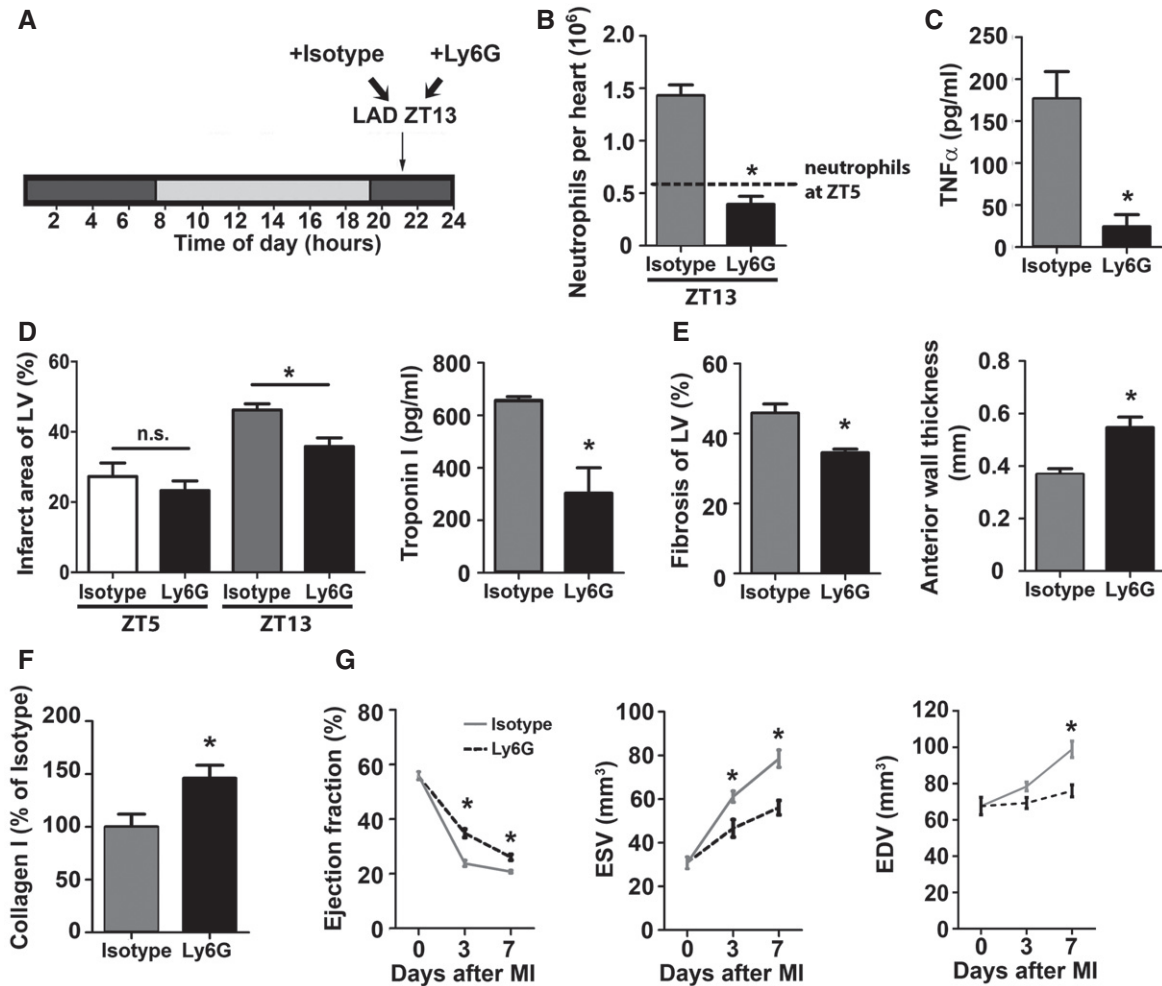 A
+Isotype +Ly6G
LAD ZT13
2 4 6 8 10 12 14 16 18 20 22 24
Time of day (hours)
B
Neutrophils per heart (10⁶)
2.0
1.5
1.0
0.5
0
*
neutrophils
at ZT5
Isotype Ly6G
ZT13
C
TNFα (pg/ml)
250
200
150
100
50
0
*
Isotype Ly6G
D
Infarct area of LV (%)
60
40
20
0
n.s.
*
Isotype Ly6G Isotype Ly6G
ZT5 ZT13
Troponin I (pg/ml)
800
600
400
200
0
*
Isotype Ly6G
E
Fibrosis of LV (%)
60
40
20
0
*
Isotype Ly6G
Anterior wall thickness
(mm)
0.8
0.6
0.4
0.2
0
*
Isotype Ly6G
F
Collagen I (% of Isotype)
200
150
100
50
0
*
Isotype Ly6G
G
Ejection fraction (%)
80
60
40
20
0
Isotype
Ly6G
* *
0 3 7
Days after MI
ESV (mm³)
100
80
60
40
20
0
* *
0 3 7
Days after MI
EDV (mm³)
120
100
80
60
40
20
0
*
0 3 7
Days after MI